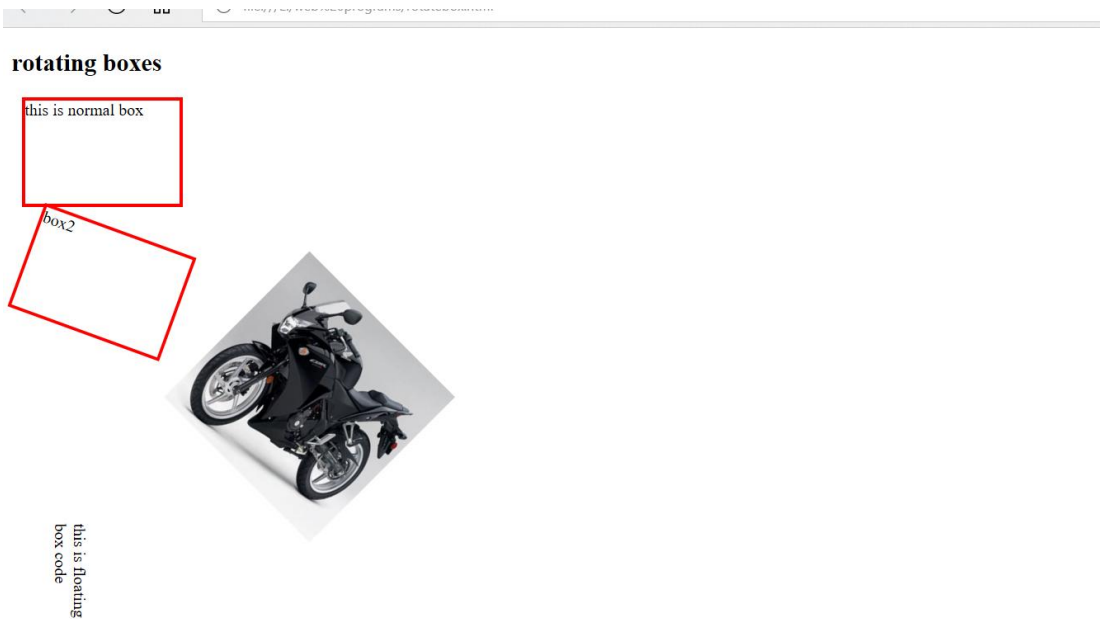 rotating boxes
this is normal box
box2
this is floating
box code